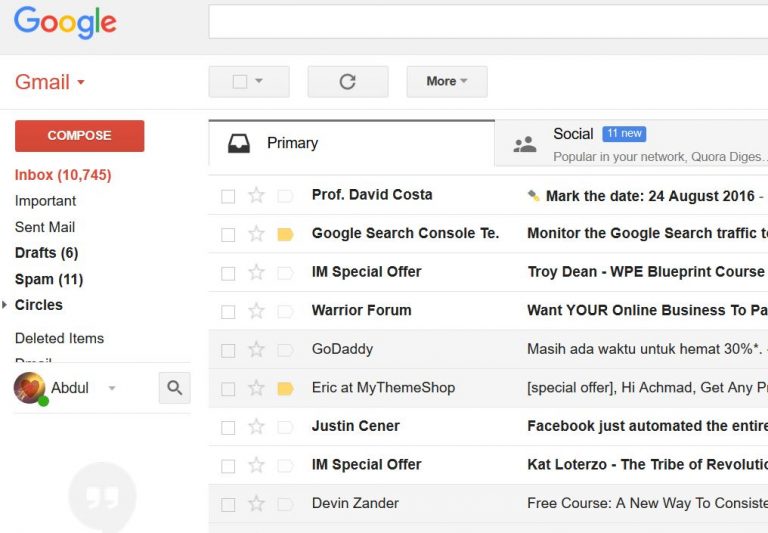 Google
Gmail
More
COMPOSE
Primary
Social 11 new
Popular in your network, Quora Diges...
Inbox (10,745)
Important
Sent Mail
Drafts (6)
Spam (11)
Circles
Deleted Items
Abdul
Prof. David Costa Mark the date: 24 August 2016 -
Google Search Console Te. Monitor the Google Search traffic
IM Special Offer Troy Dean - WPE Blueprint Course
Warrior Forum Want YOUR Online Business To
GoDaddy Masih ada waktu untuk hemat 30%*. -
Eric at MyThemeShop [special offer], Hi Achmad, Get Any
Justin Cener Facebook just automated the entire
IM Special Offer Kat Loterzo - The Tribe of
Devin Zander Free Course: A New Way To